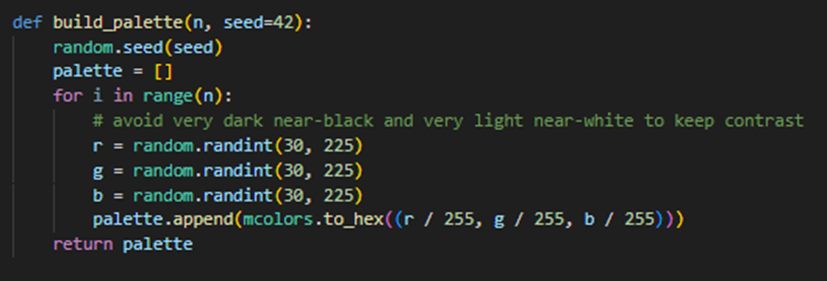 def build_palette(n, seed=42):
    random.seed(seed)
    palette = []
    for i in range(n):
        # avoid very dark near-black and very light near-white to keep contrast
        r = random.randint(30, 225)
        g = random.randint(30, 225)
        b = random.randint(30, 225)
        palette.append(mcolors.to_hex((r / 255, g / 255, b / 255)))
    return palette